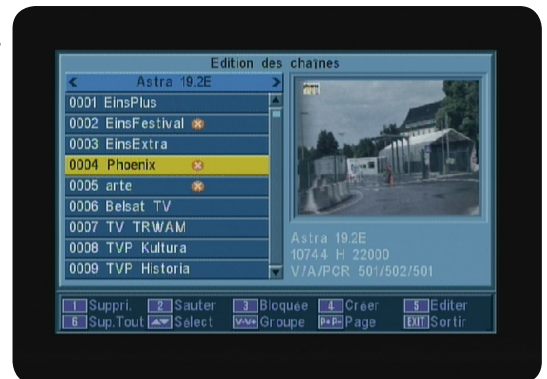 Edition des chaînes
Astra 19.2E
0001 EinsPlus
0002 EinsFestival
0003 EinsExtra
0004 Phoenix
0005 arte
0006 Belsat TV
0007 TV TRWAM
0008 TVP Kultura
0009 TVP Historia
Astra 19.2E
10744 H 22000
V/A/PCR 501/502/501
1 Suppri. 2 Sauter 3 Bloquée 4 Créer 5 Editer
6 Sup.Tout Sélect V-V+ Groupe P+P- Page EXIT Sortir